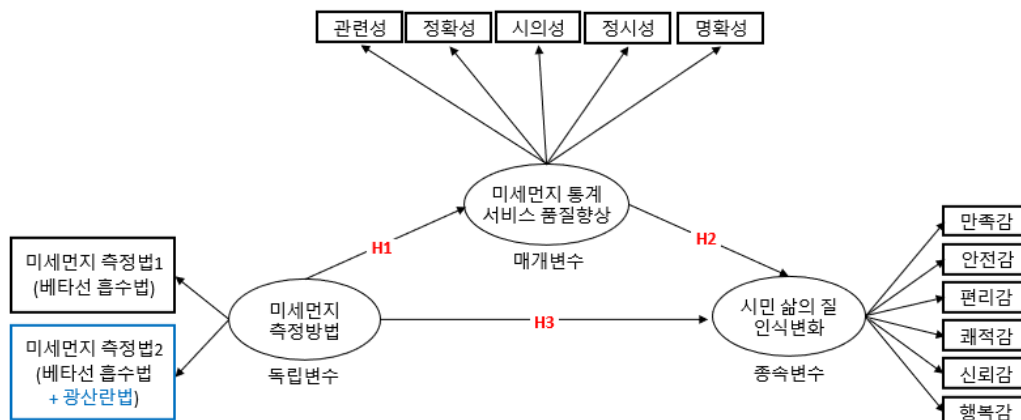 관련성
정확성
시의성
정시성
명확성
미세먼지 통계
서비스 품질향상
매개변수
H1
H2
H3
미세먼지 측정법1
(베타선 흡수법)
미세먼지 측정법2
(베타선 흡수법
+ 광산란법)
미세먼지
측정방법
독립변수
시민 삶의 질
인식변화
종속변수
만족감
안전감
편리감
쾌적감
신뢰감
행복감